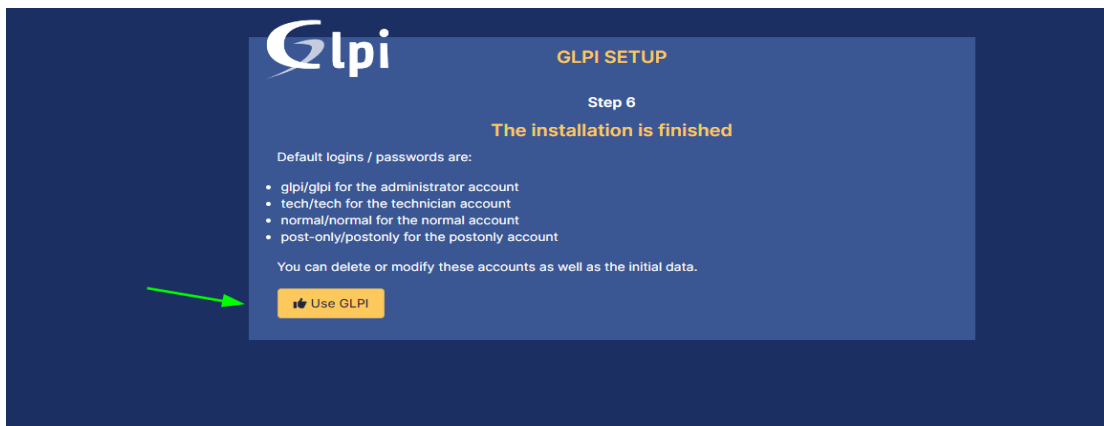 Glpi
GLPI SETUP
Step 6
The installation is finished
Default logins / passwords are:
glpi/glpi for the administrator account
tech/tech for the technician account
normal/normal for the normal account
post-only/postonly for the postonly account
You can delete or modify these accounts as well as the initial data.
Use GLPI